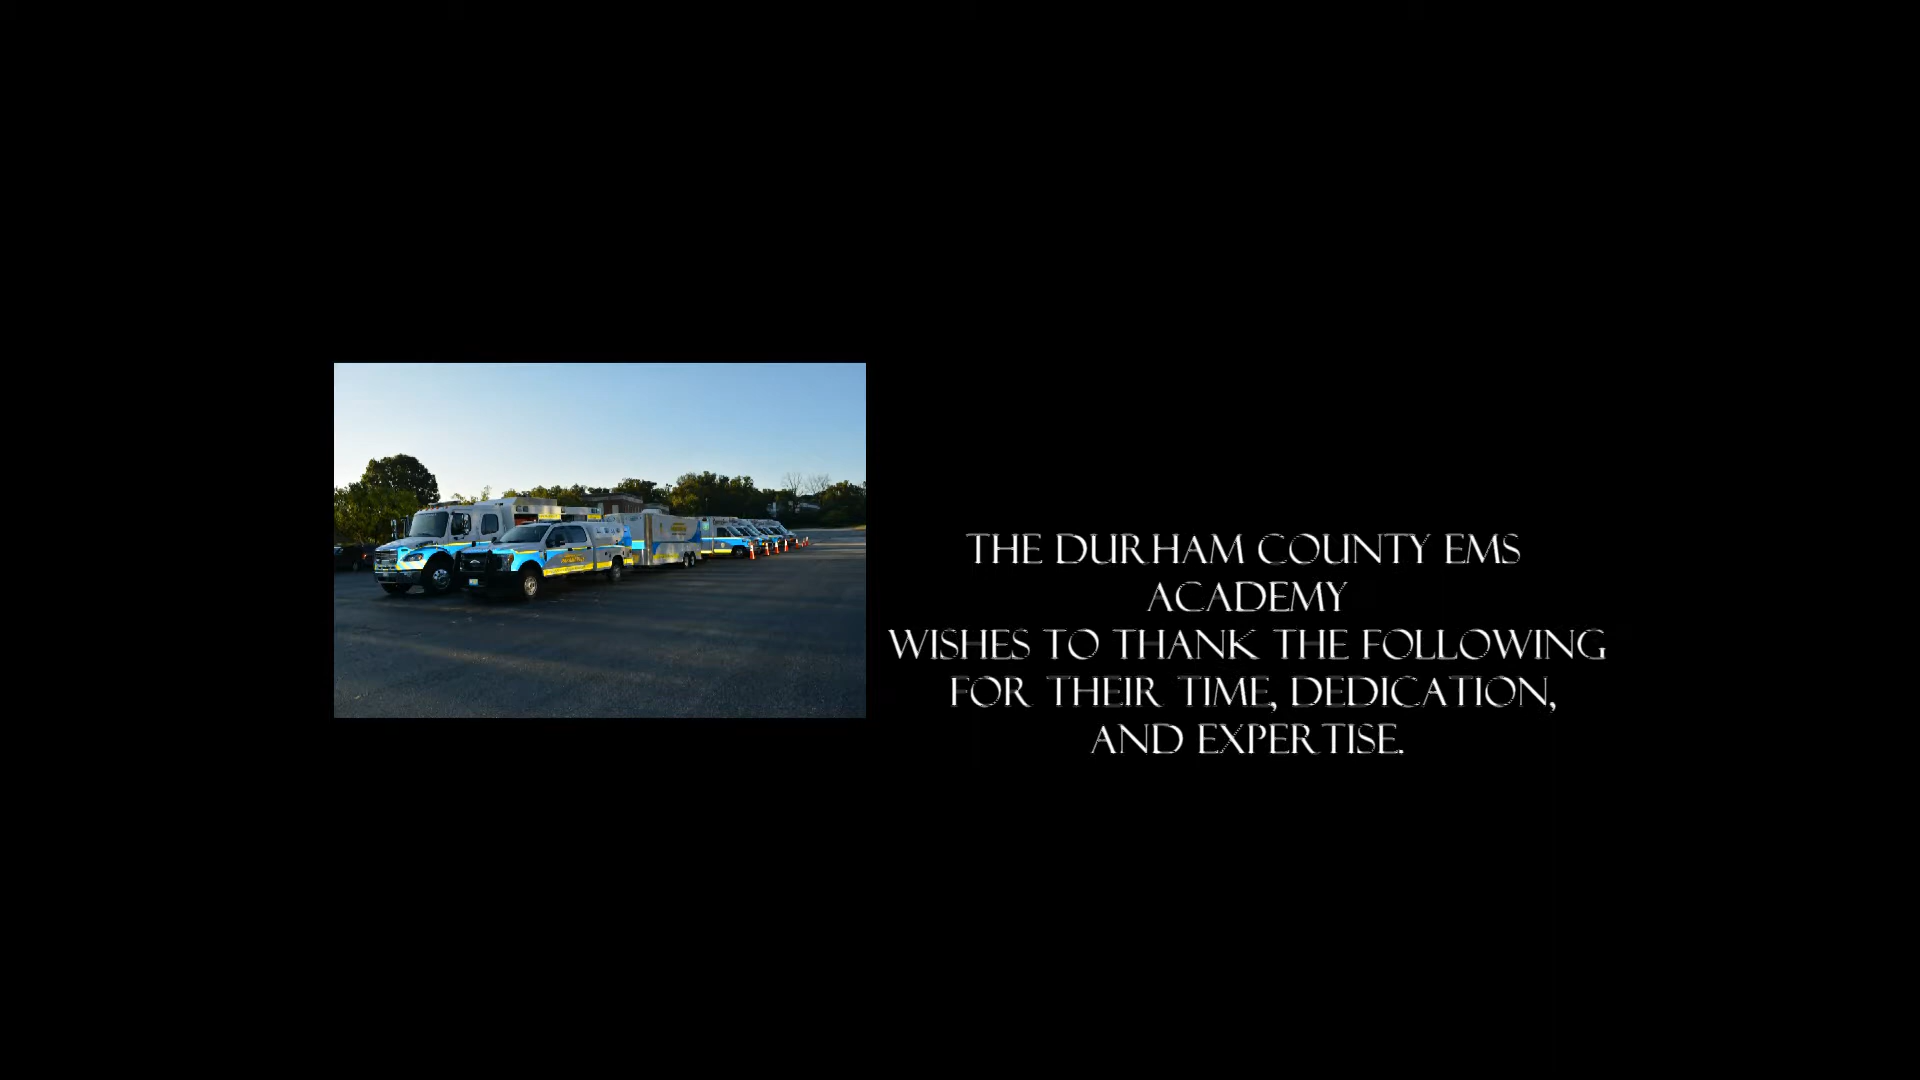 THE DURHAM COUNTY EMS
ACADEMY
WISHES TO THANK THE FOLLOWING
FOR THEIR TIME, DEDICATION,
AND EXPERTISE.